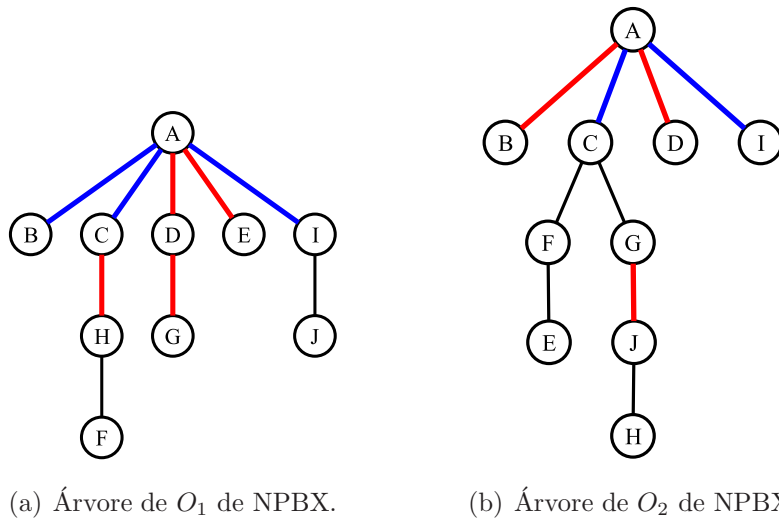 A
A
B
C
D
I
B
C
D
E
I
F
G
H
G
J
E
J
F
H
(a) Árvore de O1 de NPBX.
(b) Árvore de O2 de NPBX